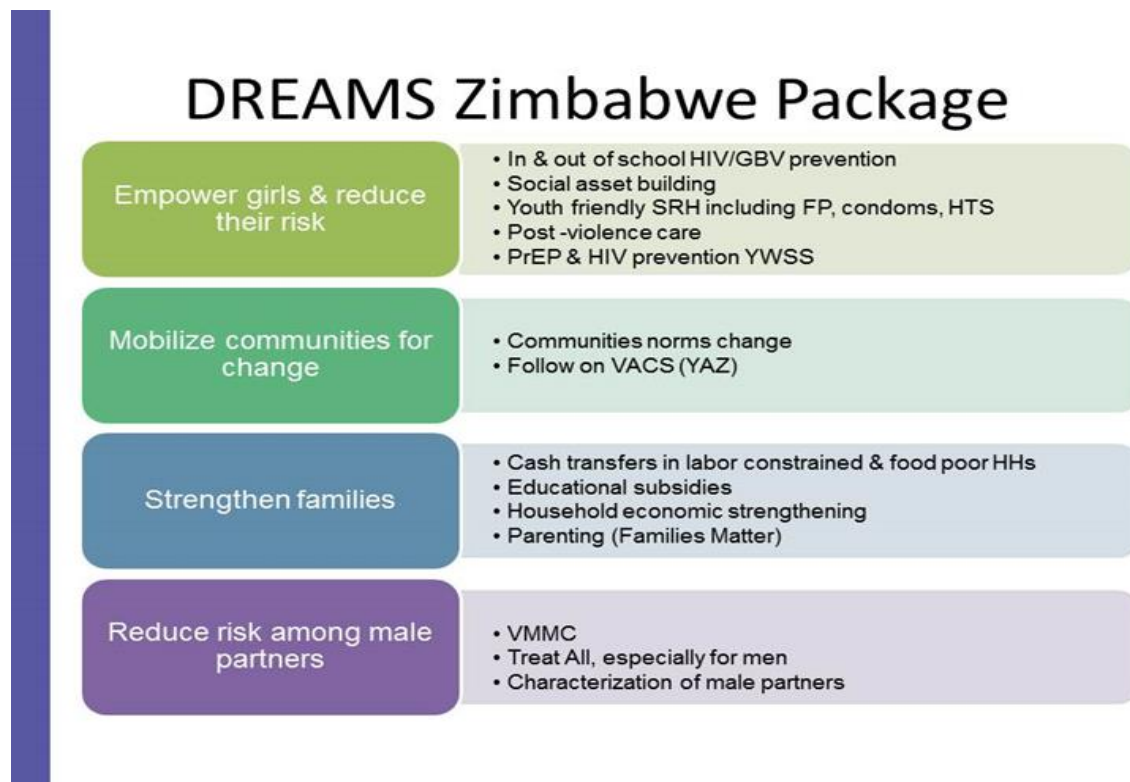 DREAMS Zimbabwe Package
Empower girls & reduce
their risk
• In & out of school HIV/GBV prevention
• Social asset building
• Youth friendly SRH including FP, condoms, HTS
• Post -violence care
• PrEP & HIV prevention YWSS
Mobilize communities for
change
• Communities norms change
• Follow on VACS (YAZ)
Strengthen families
• Cash transfers in labor constrained & food poor HHs
• Educational subsidies
• Household economic strengthening
• Parenting (Families Matter)
Reduce risk among male
partners
• VMMC
• Treat All, especially for men
• Characterization of male partners